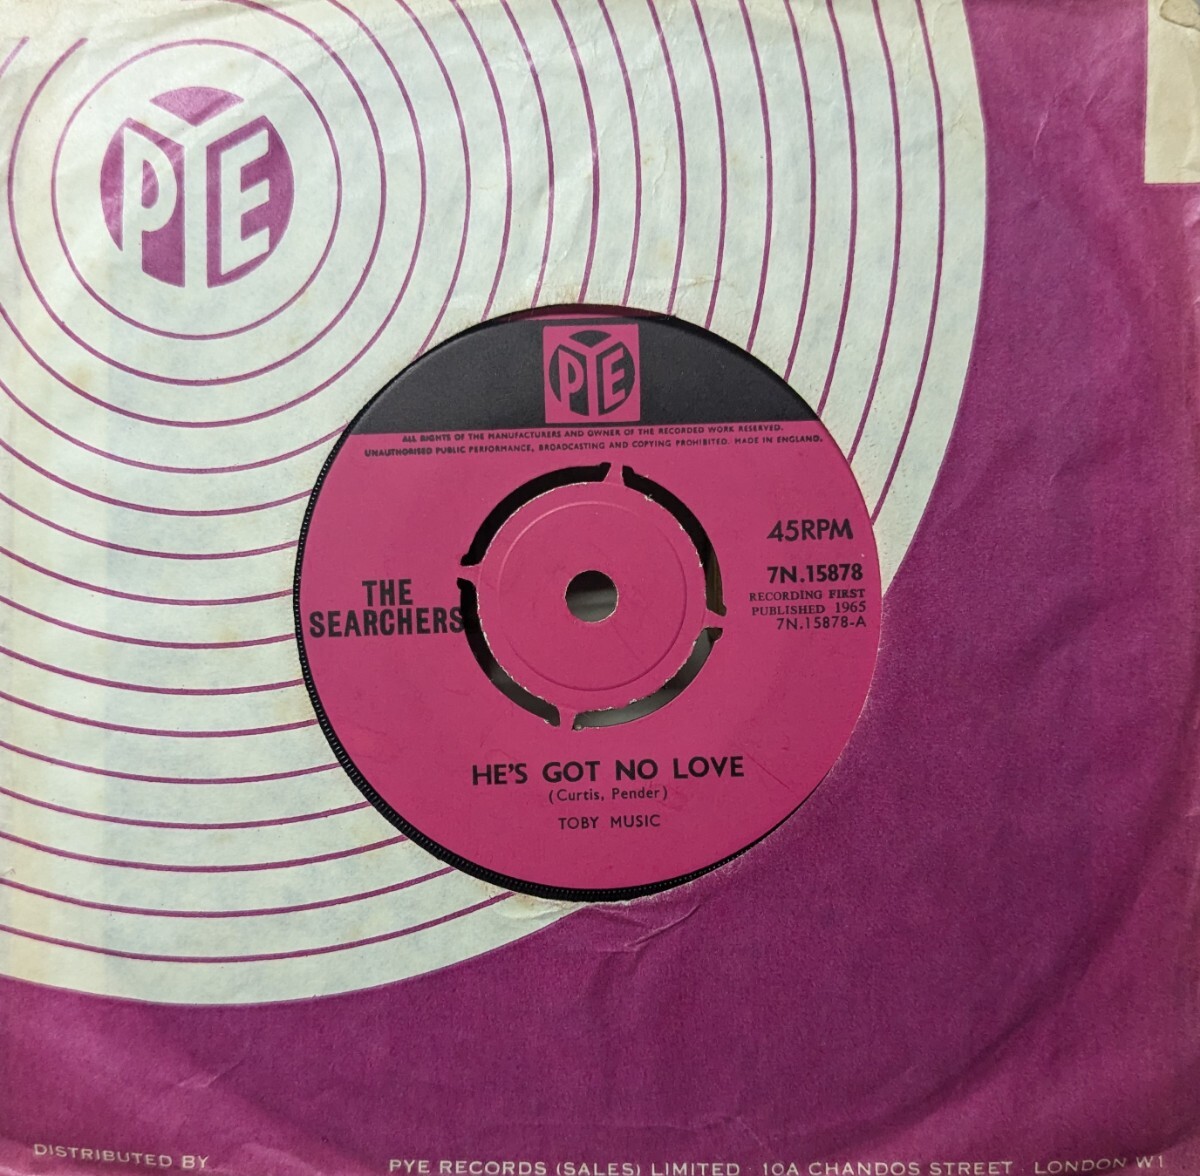 PYE
PYE
ALL RIGHTS OF THE MANUFACTURERS AND OWNER OF THE RECORDED WORK RESERVED.
UNAUTHORISED PUBLIC PERFORMANCE, BROADCASTING AND COPYING PROHIBITED. MADE IN ENGLAND.
45RPM
7N.15878
RECORDING FIRST
PUBLISHED 1965
7N.15878-A
THE
SEARCHERS
HE'S GOT NO LOVE
(Curtis, Pender)
TOBY MUSIC
DISTRIBUTED BY PYE RECORDS (SALES) LIMITED · 10A CHANDOS STREET · LONDON W1